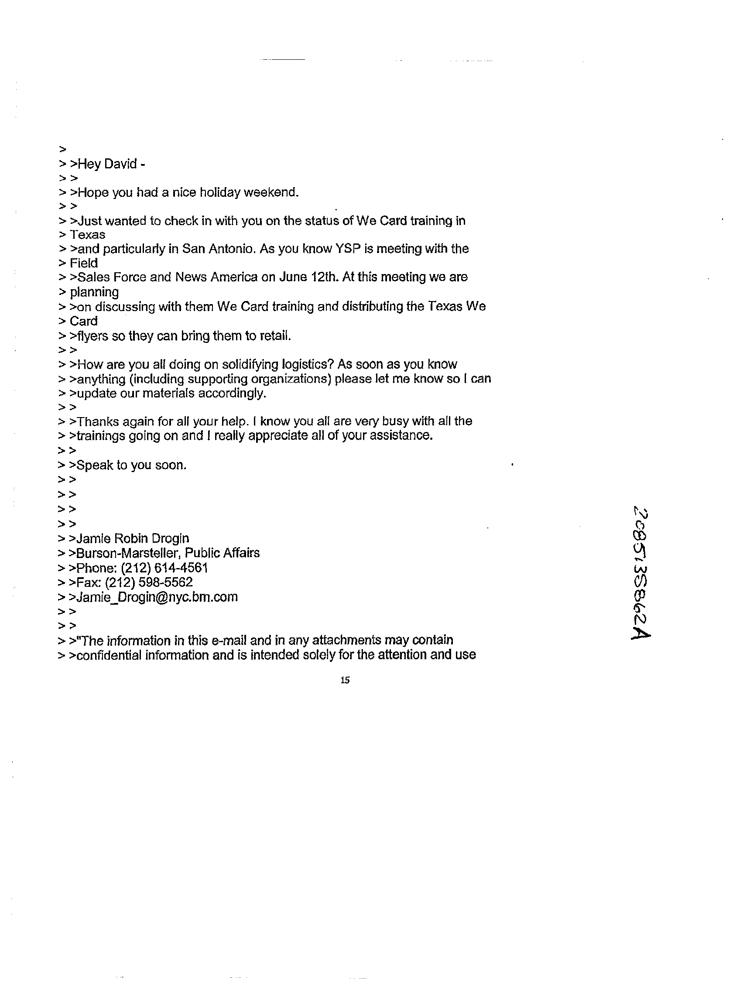 >
> >Hey David -
> >
> >Hope you had a nice holiday weekend.
> >
> >Just wanted to check in with you on the status of We Card training in
> Texas
> >and particularly in San Antonio. As you know YSP is meeting with the
> Field
> >Sales Force and News America on June 12th. At this meeting we are
> planning
> >on discussing with them We Card training and distributing the Texas We
> Card
> >flyers so they can bring them to retail.
> >
> >How are you all doing on solidifying logistics? As soon as you know
> >anything (including supporting organizations) please let me know so I can
> >update our materials accordingly.
> >
> >Thanks again for all your help. I know you all are very busy with all the
> >trainings going on and I really appreciate all of your assistance.
> >
> >Speak to you soon.
> >
> >
> >
> >
> >Jamie Robin Drogin
> >Burson-Marsteller, Public Affairs
> >Phone: (212) 614-4561
> >Fax: (212) 598-5562
> >Jamie_Drogin@nyc.bm.com
> >
> >
> >"The information in this e-mail and in any attachments may contain
> >confidential information and is intended solely for the attention and use
15
2085135862A